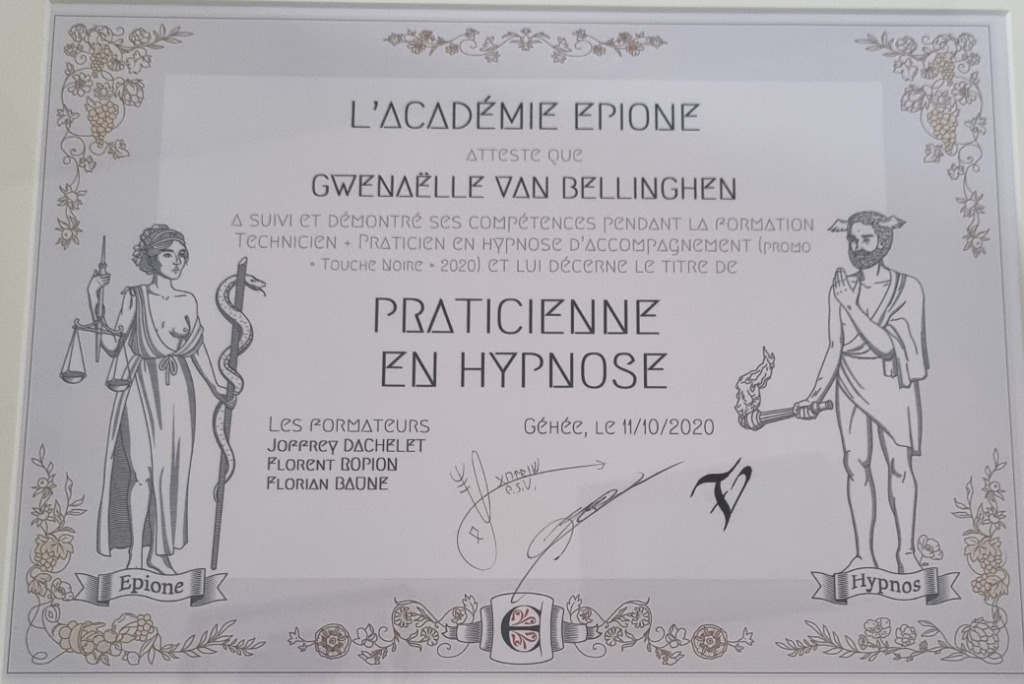 L'ACADÉMIE EPIONE
ATTESTE QUE
GWENAËLLE VAN BELLINGHEN
A SUIVI ET DÉMONTRÉ SES COMPÉTENCES PENDANT LA FORMATION
TECHNICIEN + PRATICIEN EN HYPNOSE D'ACCOMPAGNEMENT (PROMO
" TOUCHE NOIRE " 2020) ET LUI DÉCERNE LE TITRE DE
PRATICIENNE
EN HYPNOSE
LES FORMATEURS
JOFFREY DACHELET
FLORENT ROPION
FLORIAN BAUNE
GÉHÉE, LE 11/10/2020
P.S.V.
Epione
Hypnos
E